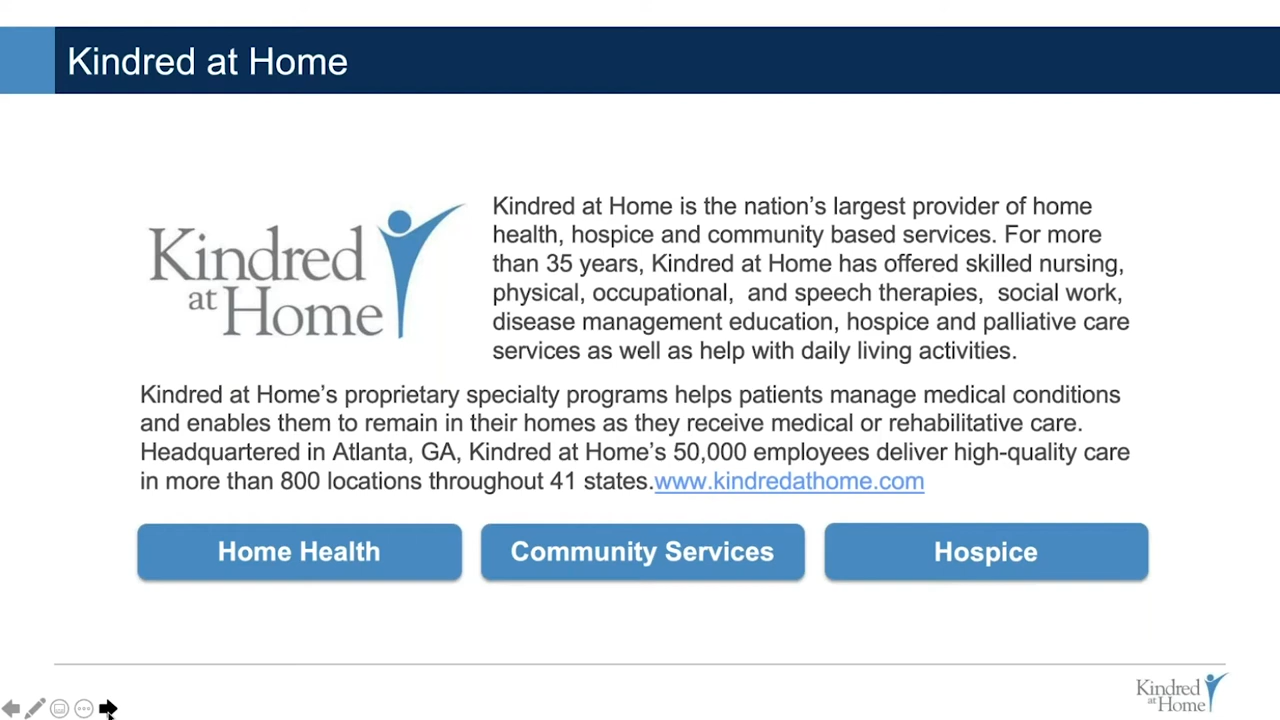 Kindred at Home
Kindred
at Home
Kindred at Home is the nation’s largest provider of home
health, hospice and community based services. For more
than 35 years, Kindred at Home has offered skilled nursing,
physical, occupational,  and speech therapies,  social work,
disease management education, hospice and palliative care
services as well as help with daily living activities.
Kindred at Home’s proprietary specialty programs helps patients manage medical conditions
and enables them to remain in their homes as they receive medical or rehabilitative care.
Headquartered in Atlanta, GA, Kindred at Home’s 50,000 employees deliver high-quality care
in more than 800 locations throughout 41 states.www.kindredathome.com
Home Health
Community Services
Hospice
Kindred
at Home